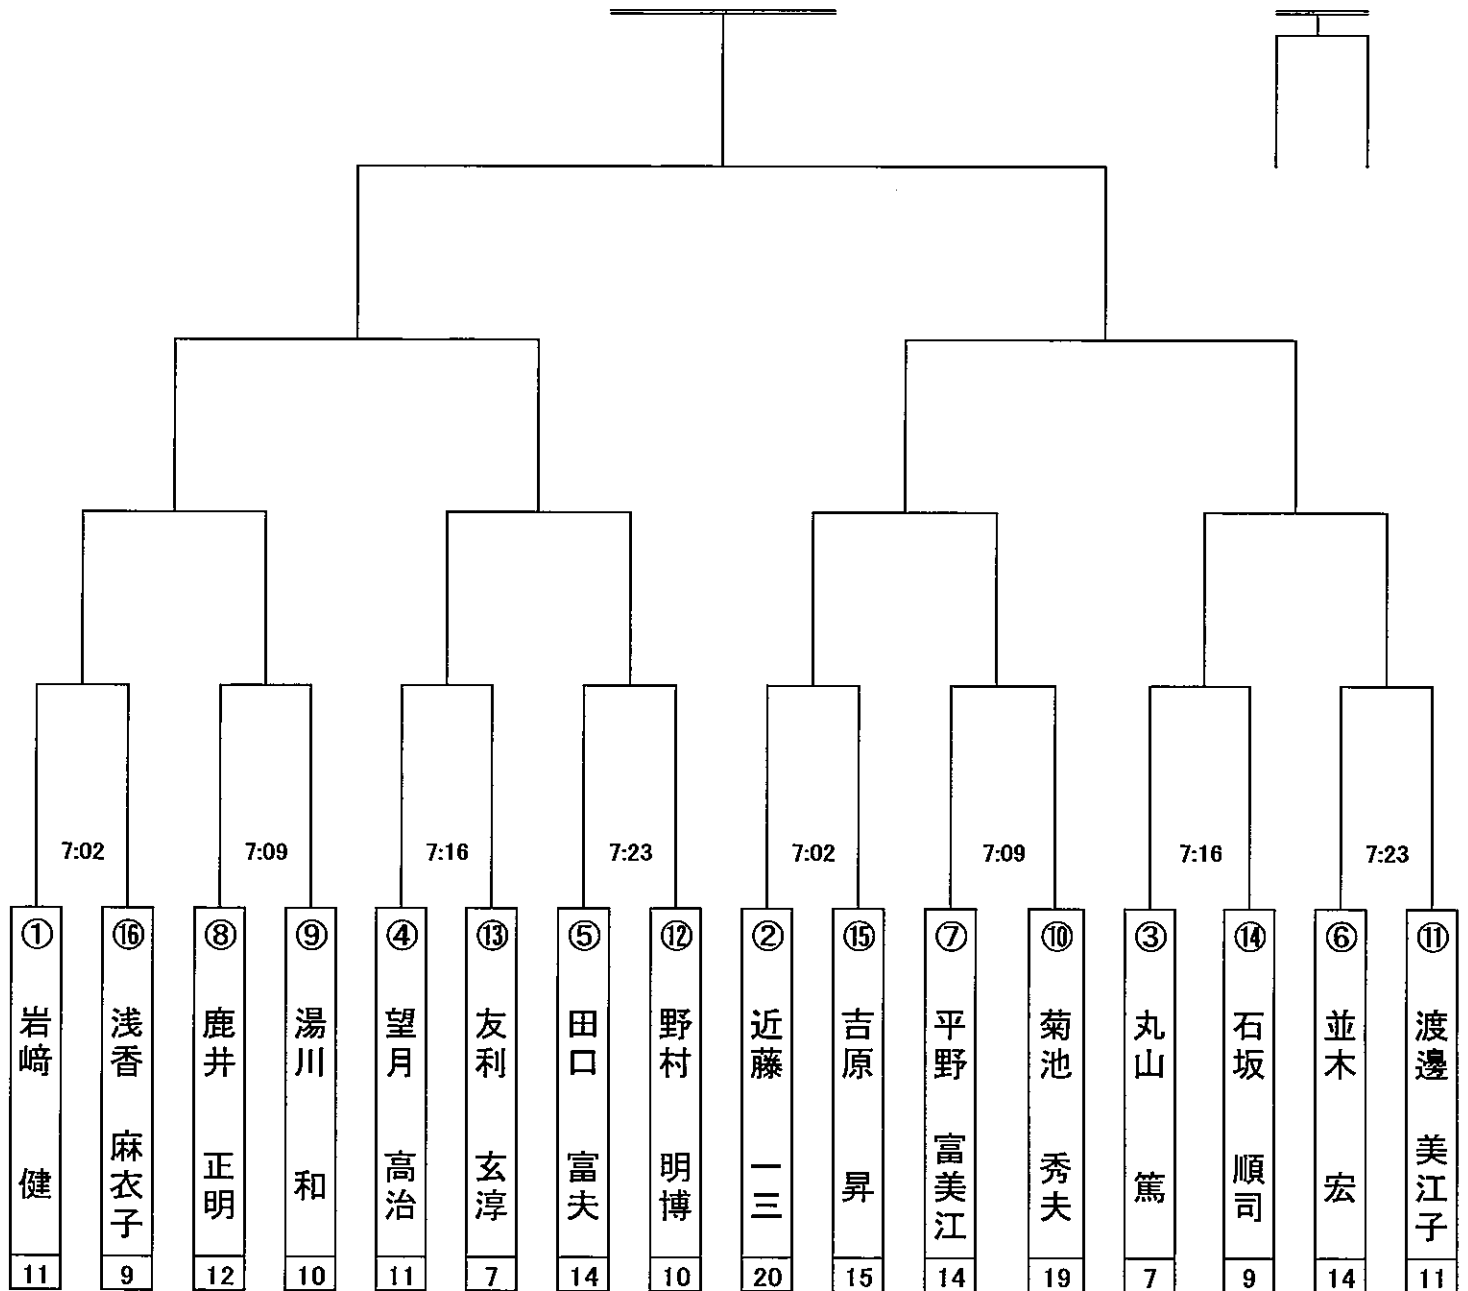 7:02
7:09
7:16
7:23
7:02
7:09
7:16
7:23
① 岩﨑 健 11
⑯ 浅香 麻衣子 9
⑧ 鹿井 正明 12
⑨ 湯川 和 10
④ 望月 高治 11
⑬ 友利 玄淳 7
⑤ 田口 富夫 14
⑫ 野村 明博 10
② 近藤 一三 20
⑮ 吉原 昇 15
⑦ 平野 富美江 14
⑩ 菊池 秀夫 19
③ 丸山 篤 7
⑭ 石坂 順司 9
⑥ 並木 宏 14
⑪ 渡邊 美江子 11